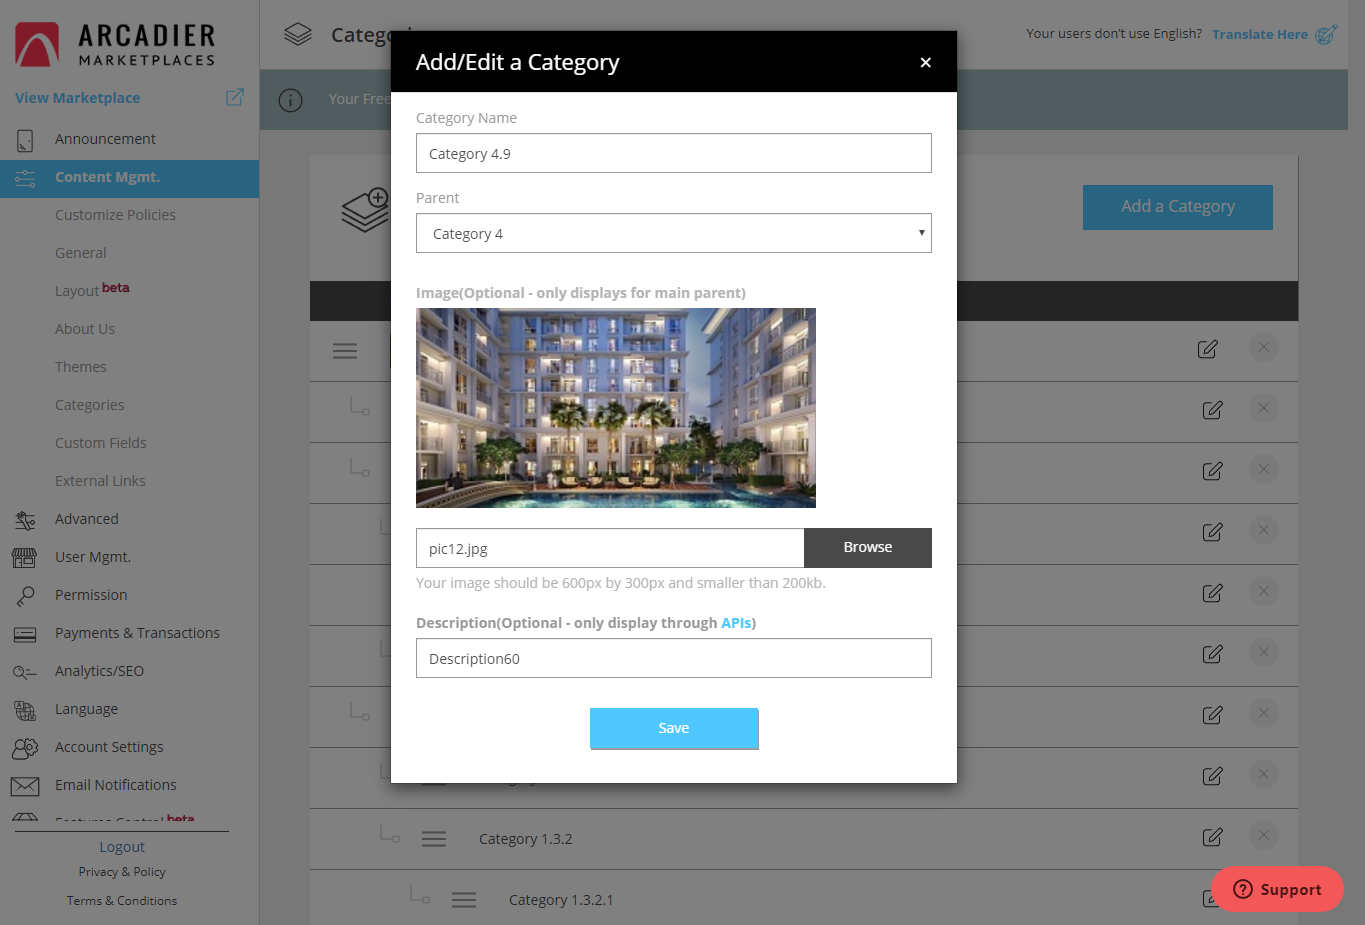 ARCADIER
MARKETPLACES
View Marketplace
Announcement
Content Mgmt.
Customize Policies
General
Layout beta
About Us
Themes
Categories
Custom Fields
External Links
Advanced
User Mgmt.
Permission
Payments & Transactions
Analytics/SEO
Language
Account Settings
Email Notifications
Features Control beta
Logout
Privacy & Policy
Terms & Conditions
Your users don't use English? Translate Here
Your Free
Add a Category
Add/Edit a Category
×
Category Name
Category 4.9
Parent
Category 4
Image(Optional - only displays for main parent)
pic12.jpg
Browse
Your image should be 600px by 300px and smaller than 200kb.
Description(Optional - only display through APIs)
Description60
Save
Category 1.3.2
Category 1.3.2.1
Support